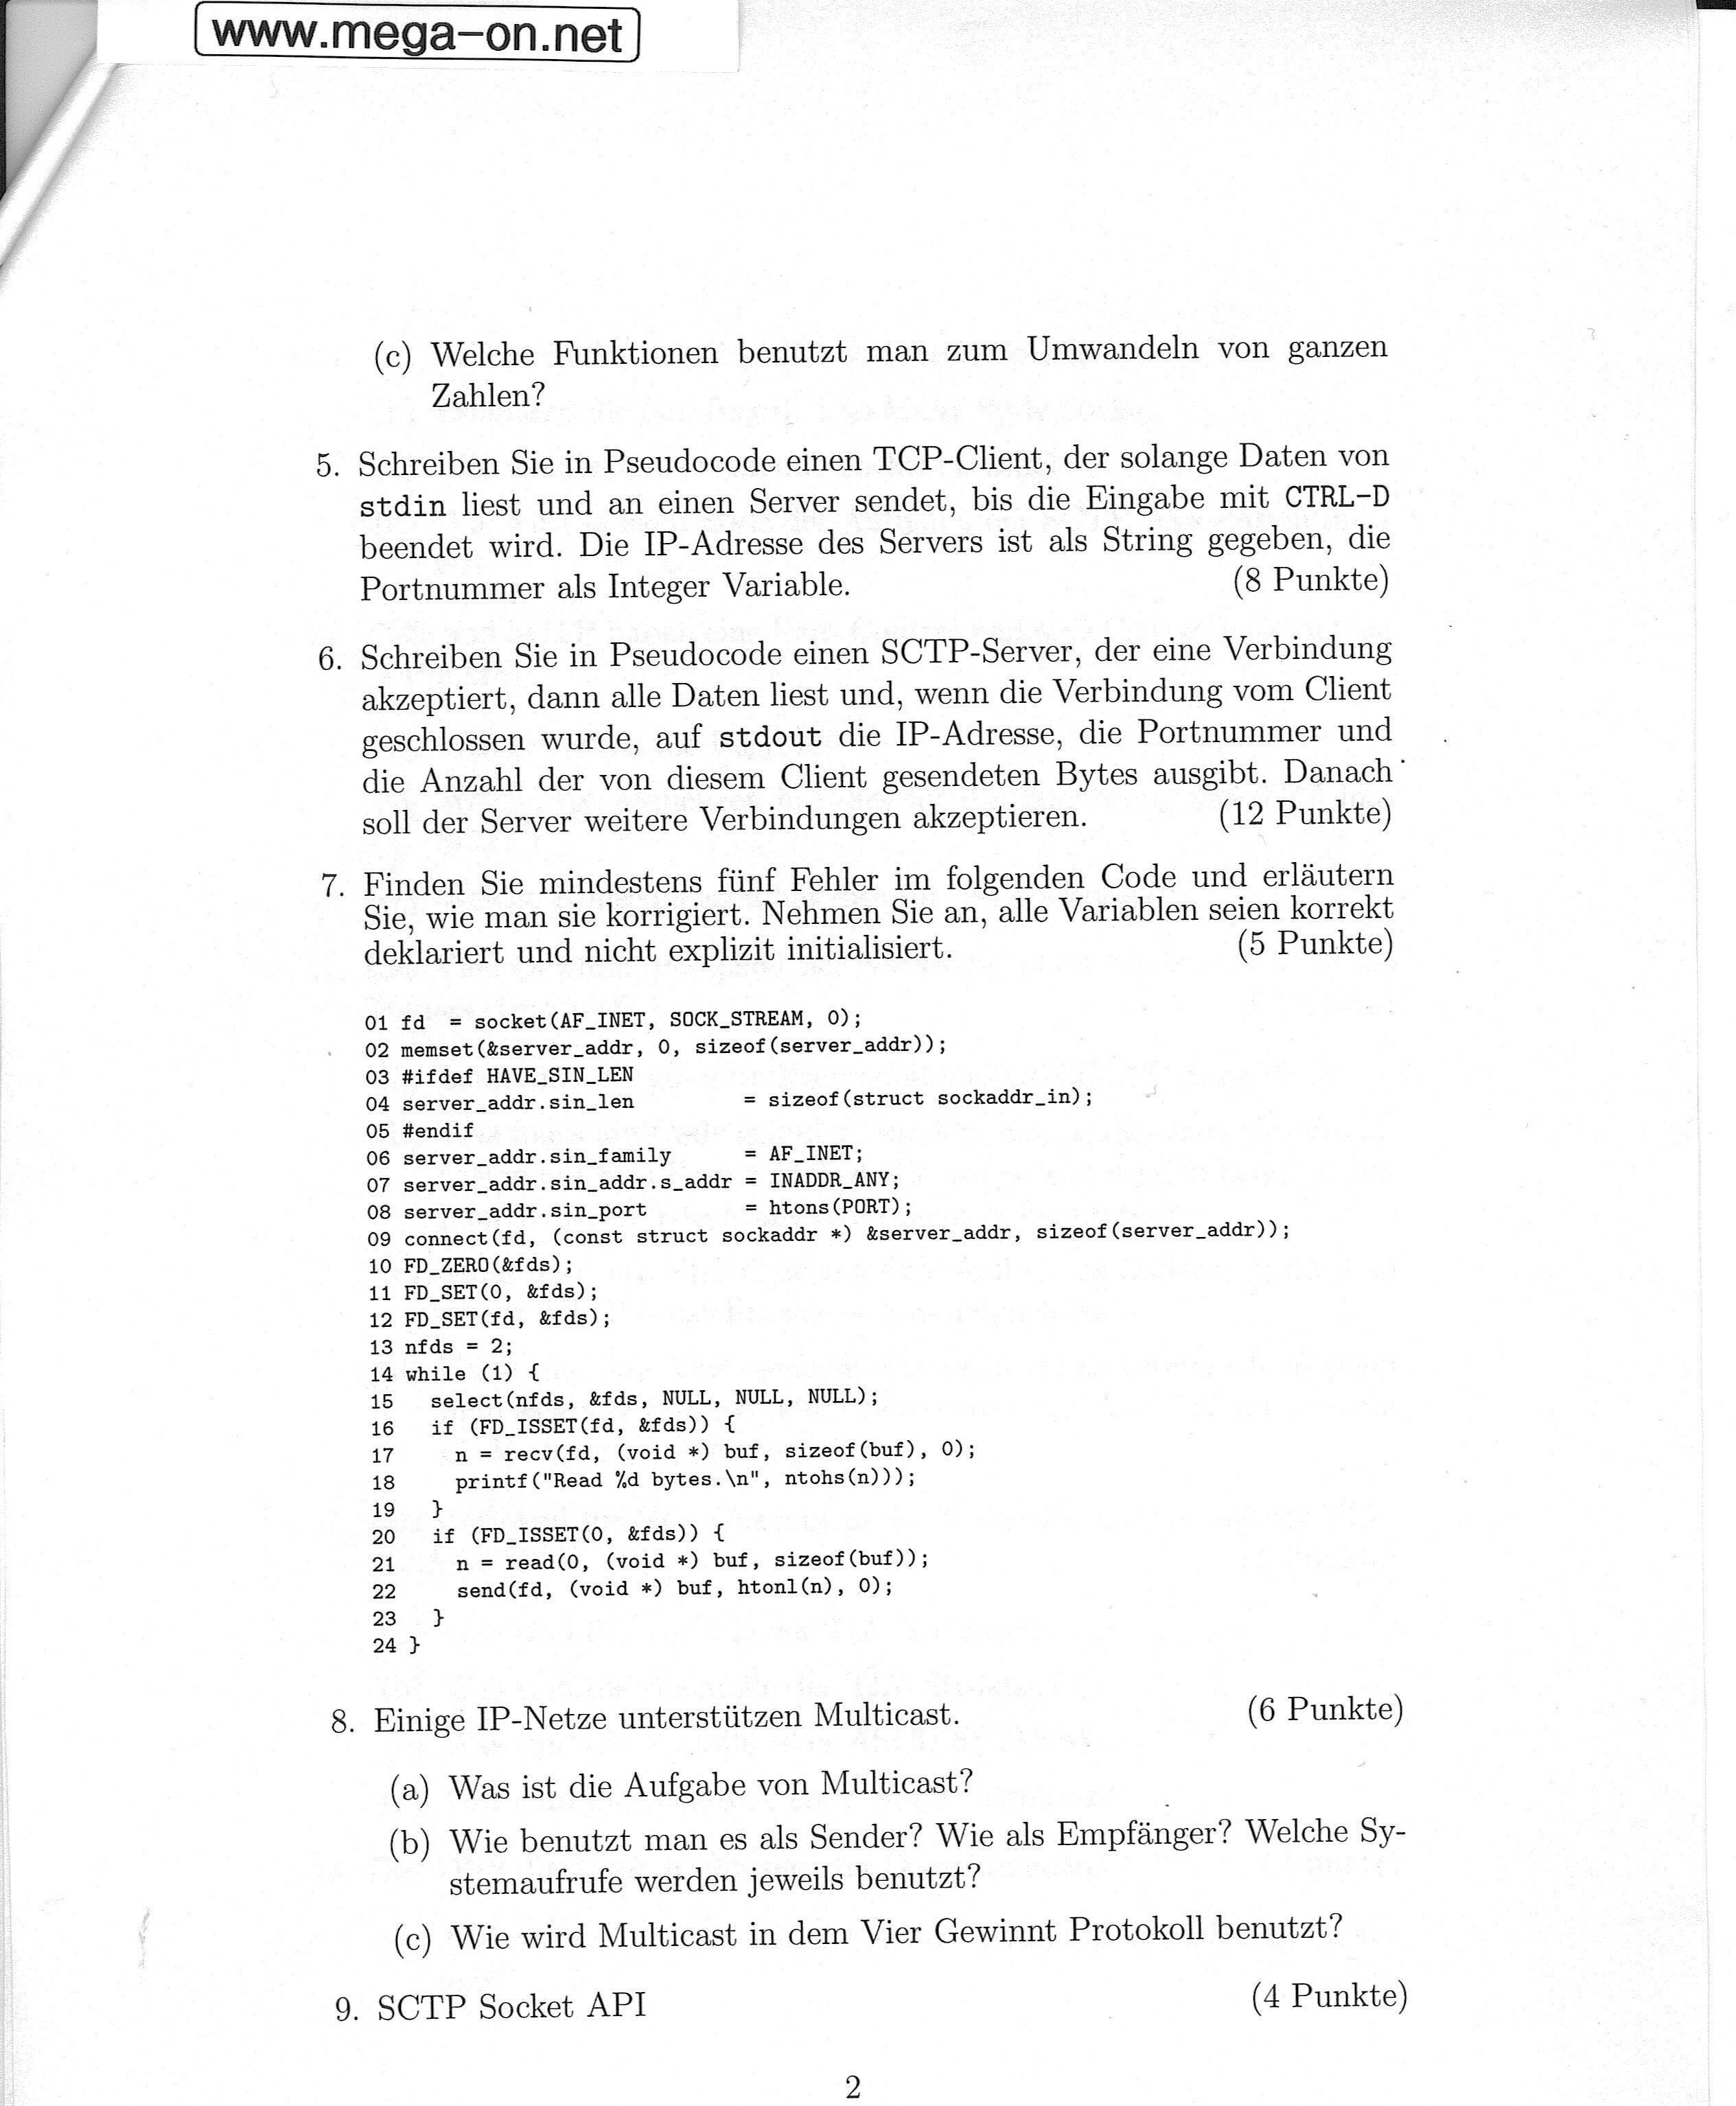 www.mega-on.net
(c) Welche Funktionen benutzt man zum Umwandeln von ganzen
Zahlen?
5. Schreiben Sie in Pseudocode einen TCP-Client, der solange Daten von
stdin liest und an einen Server sendet, bis die Eingabe mit CTRL-D
beendet wird. Die IP-Adresse des Servers ist als String gegeben, die
Portnummer als Integer Variable. (8 Punkte)
6. Schreiben Sie in Pseudocode einen SCTP-Server, der eine Verbindung
akzeptiert, dann alle Daten liest und, wenn die Verbindung vom Client
geschlossen wurde, auf stdout die IP-Adresse, die Portnummer und
die Anzahl der von diesem Client gesendeten Bytes ausgibt. Danach
soll der Server weitere Verbindungen akzeptieren. (12 Punkte)
7. Finden Sie mindestens fünf Fehler im folgenden Code und erläutern
Sie, wie man sie korrigiert. Nehmen Sie an, alle Variablen seien korrekt
deklariert und nicht explizit initialisiert. (5 Punkte)
01 fd  = socket(AF_INET, SOCK_STREAM, 0);
02 memset(&server_addr, 0, sizeof(server_addr));
03 #ifdef HAVE_SIN_LEN
04 server_addr.sin_len         = sizeof(struct sockaddr_in);
05 #endif
06 server_addr.sin_family      = AF_INET;
07 server_addr.sin_addr.s_addr = INADDR_ANY;
08 server_addr.sin_port        = htons(PORT);
09 connect(fd, (const struct sockaddr *) &server_addr, sizeof(server_addr));
10 FD_ZERO(&fds);
11 FD_SET(0, &fds);
12 FD_SET(fd, &fds);
13 nfds = 2;
14 while (1) {
15   select(nfds, &fds, NULL, NULL, NULL);
16   if (FD_ISSET(fd, &fds)) {
17     n = recv(fd, (void *) buf, sizeof(buf), 0);
18     printf("Read %d bytes.\n", ntohs(n)));
19   }
20   if (FD_ISSET(0, &fds)) {
21     n = read(0, (void *) buf, sizeof(buf));
22     send(fd, (void *) buf, htonl(n), 0);
23   }
24 }
8. Einige IP-Netze unterstützen Multicast. (6 Punkte)
(a) Was ist die Aufgabe von Multicast?
(b) Wie benutzt man es als Sender? Wie als Empfänger? Welche Sy-
stemaufrufe werden jeweils benutzt?
(c) Wie wird Multicast in dem Vier Gewinnt Protokoll benutzt?
9. SCTP Socket API (4 Punkte)
2